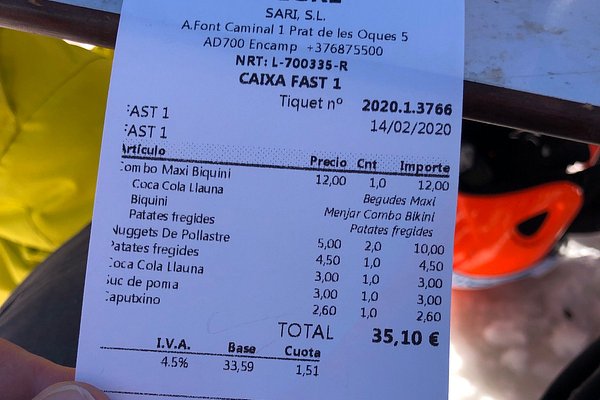 SARI, S.L.
A.Font Caminal 1 Prat de les Oques 5
AD700 Encamp +376875500
NRT: L-700335-R
CAIXA FAST 1
Tiquet nº 2020.1.3766
FAST 1 14/02/2020
FAST 1
Artículo Precio Cnt Importe
Combo Maxi Biquini 12,00 1,0 12,00
Coca Cola Llauna Begudes Maxi
Biquini Menjar Combo Bikini
Patates fregides Patates fregides
Nuggets De Pollastre 5,00 2,0 10,00
Patates fregides 4,50 1,0 4,50
Coca Cola Llauna 3,00 1,0 3,00
Suc de poma 3,00 1,0 3,00
Caputxino 2,60 1,0 2,60
TOTAL 35,10 €
I.V.A. Base Cuota
4.5% 33,59 1,51